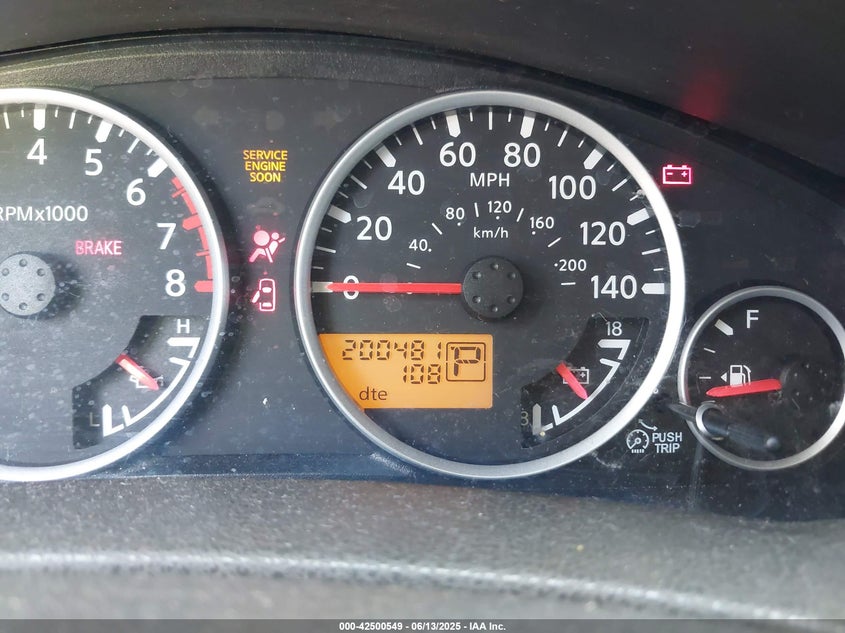 4
5
6
7
8
RPMx1000
BRAKE
H
L
SERVICE
ENGINE
SOON
0
20
40
60
80
100
120
140
MPH
40
80
120
160
200
km/h
200481 P
108
dte
18
8
F
PUSH
TRIP
000-42500549 - 06/13/2025 - IAA Inc.